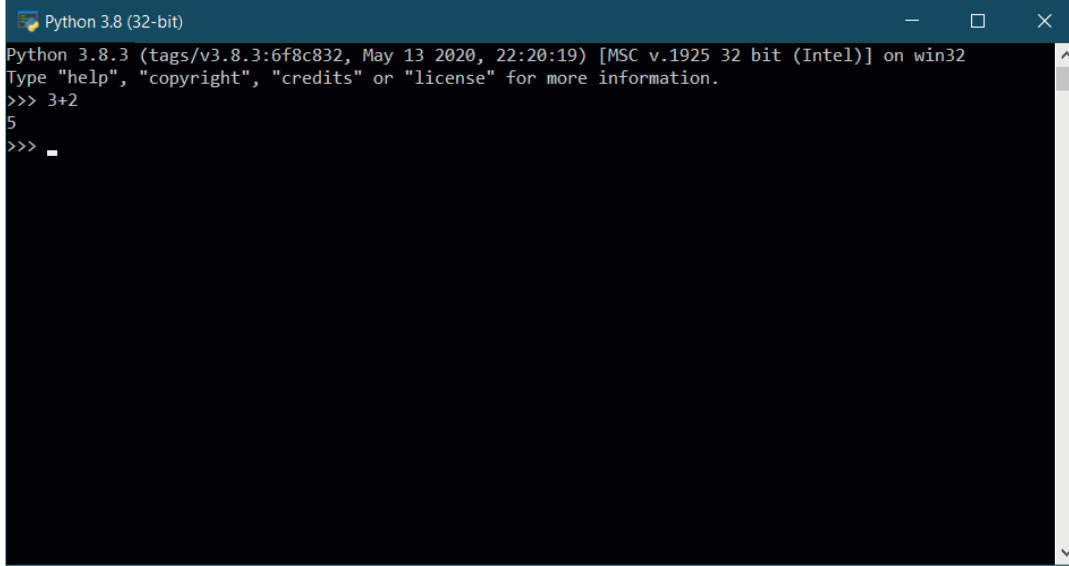 Python 3.8 (32-bit)
Python 3.8.3 (tags/v3.8.3:6f8c832, May 13 2020, 22:20:19) [MSC v.1925 32 bit (Intel)] on win32
Type "help", "copyright", "credits" or "license" for more information.
>>> 3+2
5
>>>